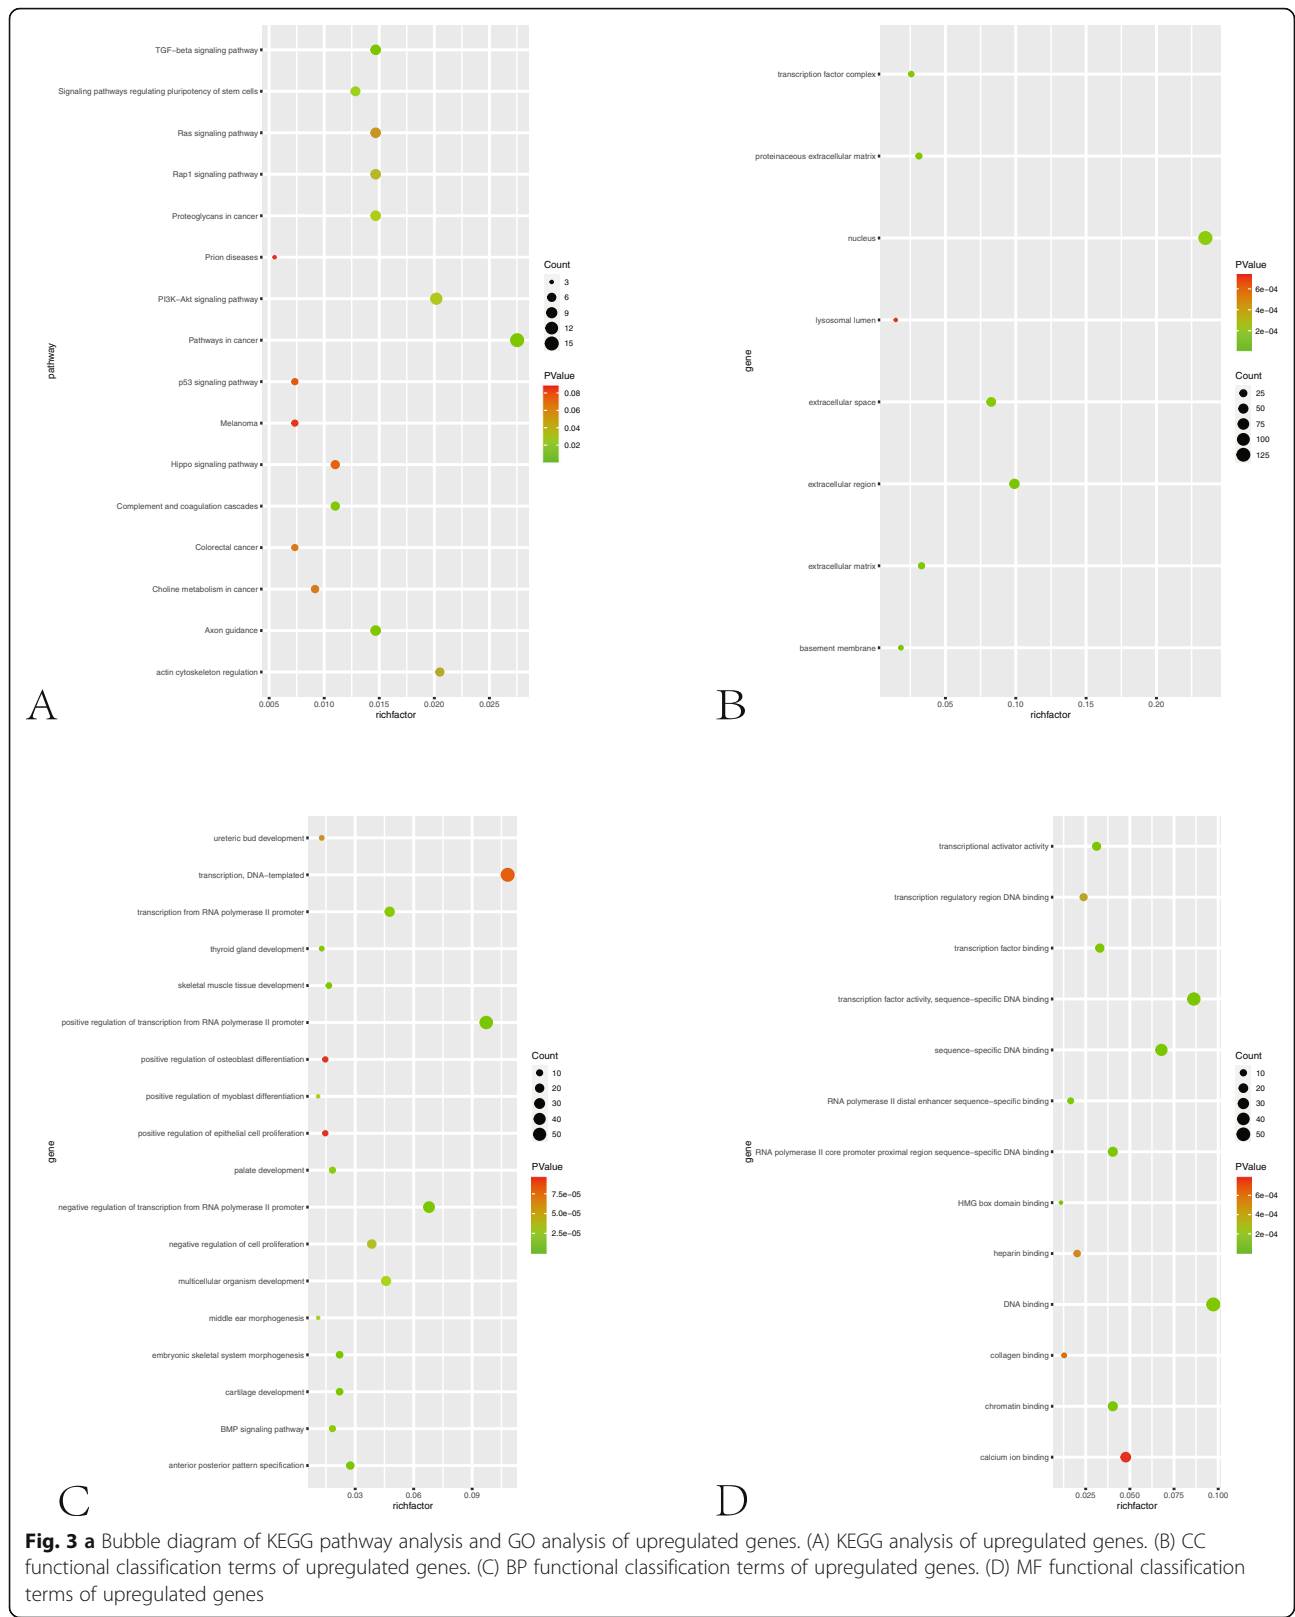 TGF−beta signaling pathway
Signaling pathways regulating pluripotency of stem cells
Ras signaling pathway
Rap1 signaling pathway
Proteoglycans in cancer
Prion diseases
PI3K−Akt signaling pathway
Pathways in cancer
p53 signaling pathway
Melanoma
Hippo signaling pathway
Complement and coagulation cascades
Colorectal cancer
Choline metabolism in cancer
Axon guidance
actin cytoskeleton regulation
pathway
0.005 0.010 0.015 0.020 0.025
richfactor
Count
3
6
9
12
15
PValue
0.08
0.06
0.04
0.02
A
transcription factor complex
proteinaceous extracellular matrix
nucleus
lysosomal lumen
extracellular space
extracellular region
extracellular matrix
basement membrane
gene
0.05 0.10 0.15 0.20
richfactor
PValue
6e−04
4e−04
2e−04
Count
25
50
75
100
125
B
ureteric bud development
transcription, DNA−templated
transcription from RNA polymerase II promoter
thyroid gland development
skeletal muscle tissue development
positive regulation of transcription from RNA polymerase II promoter
positive regulation of osteoblast differentiation
positive regulation of myoblast differentiation
positive regulation of epithelial cell proliferation
palate development
negative regulation of transcription from RNA polymerase II promoter
negative regulation of cell proliferation
multicellular organism development
middle ear morphogenesis
embryonic skeletal system morphogenesis
cartilage development
BMP signaling pathway
anterior posterior pattern specification
gene
0.03 0.06 0.09
richfactor
Count
10
20
30
40
50
PValue
7.5e−05
5.0e−05
2.5e−05
C
transcriptional activator activity
transcription regulatory region DNA binding
transcription factor binding
transcription factor activity, sequence−specific DNA binding
sequence−specific DNA binding
RNA polymerase II distal enhancer sequence−specific binding
RNA polymerase II core promoter proximal region sequence−specific DNA binding
HMG box domain binding
heparin binding
DNA binding
collagen binding
chromatin binding
calcium ion binding
gene
0.025 0.050 0.075 0.100
richfactor
Count
10
20
30
40
50
PValue
6e−04
4e−04
2e−04
D
Fig. 3 a Bubble diagram of KEGG pathway analysis and GO analysis of upregulated genes. (A) KEGG analysis of upregulated genes. (B) CC
functional classification terms of upregulated genes. (C) BP functional classification terms of upregulated genes. (D) MF functional classification
terms of upregulated genes